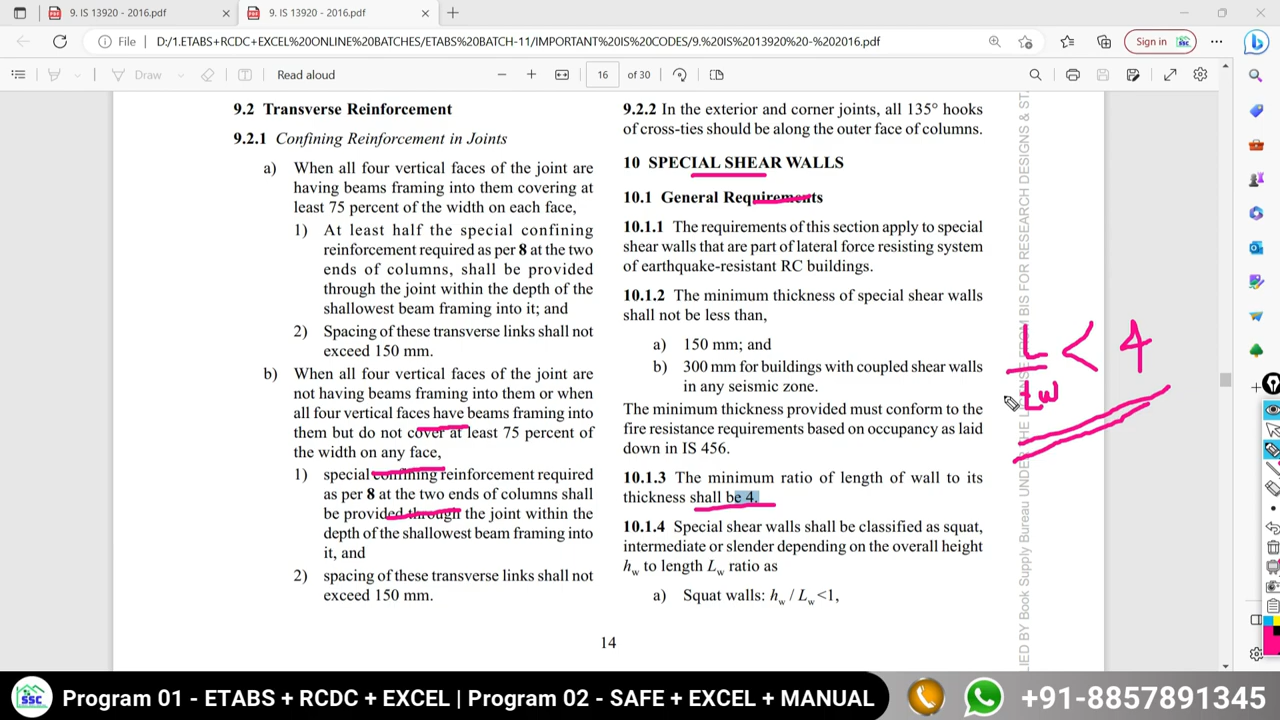 9. IS 13920 - 2016.pdf
9. IS 13920 - 2016.pdf
File
D:/1.ETABS+RCDC+EXCEL%20ONLINE%20BATCHES/ETABS%20BATCH-11/IMPORTANT%20IS%20CODES/9.%20IS%2013920%20-%202016.pdf
Sign in
SSC
Draw
Read aloud
16
of 30
9.2 Transverse Reinforcement
9.2.1 Confining Reinforcement in Joints
a) When all four vertical faces of the joint are
having beams framing into them covering at
least 75 percent of the width on each face,
1) At least half the special confining
reinforcement required as per 8 at the two
ends of columns, shall be provided
through the joint within the depth of the
shallowest beam framing into it; and
2) Spacing of these transverse links shall not
exceed 150 mm.
b) When all four vertical faces of the joint are
not having beams framing into them or when
all four vertical faces have beams framing into
them but do not cover at least 75 percent of
the width on any face,
1) special confining reinforcement required
as per 8 at the two ends of columns shall
be provided through the joint within the
depth of the shallowest beam framing into
it, and
2) spacing of these transverse links shall not
exceed 150 mm.
9.2.2 In the exterior and corner joints, all 135° hooks
of cross-ties should be along the outer face of columns.
10 SPECIAL SHEAR WALLS
10.1 General Requirements
10.1.1 The requirements of this section apply to special
shear walls that are part of lateral force resisting system
of earthquake-resistant RC buildings.
10.1.2 The minimum thickness of special shear walls
shall not be less than,
a) 150 mm; and
b) 300 mm for buildings with coupled shear walls
in any seismic zone.
The minimum thickness provided must conform to the
fire resistance requirements based on occupancy as laid
down in IS 456.
10.1.3 The minimum ratio of length of wall to its
thickness shall be 4.
10.1.4 Special shear walls shall be classified as squat,
intermediate or slender depending on the overall height
hw to length Lw ratio as
a) Squat walls: hw / Lw <1,
14
L < 4
tw
LIED BY Book Supply Bureau UNDER THE LICENSE FROM BIS FOR RESEARCH DESIGNS & STA
SSC
Program 01 - ETABS + RCDC + EXCEL | Program 02 - SAFE + EXCEL + MANUAL
+91-8857891345